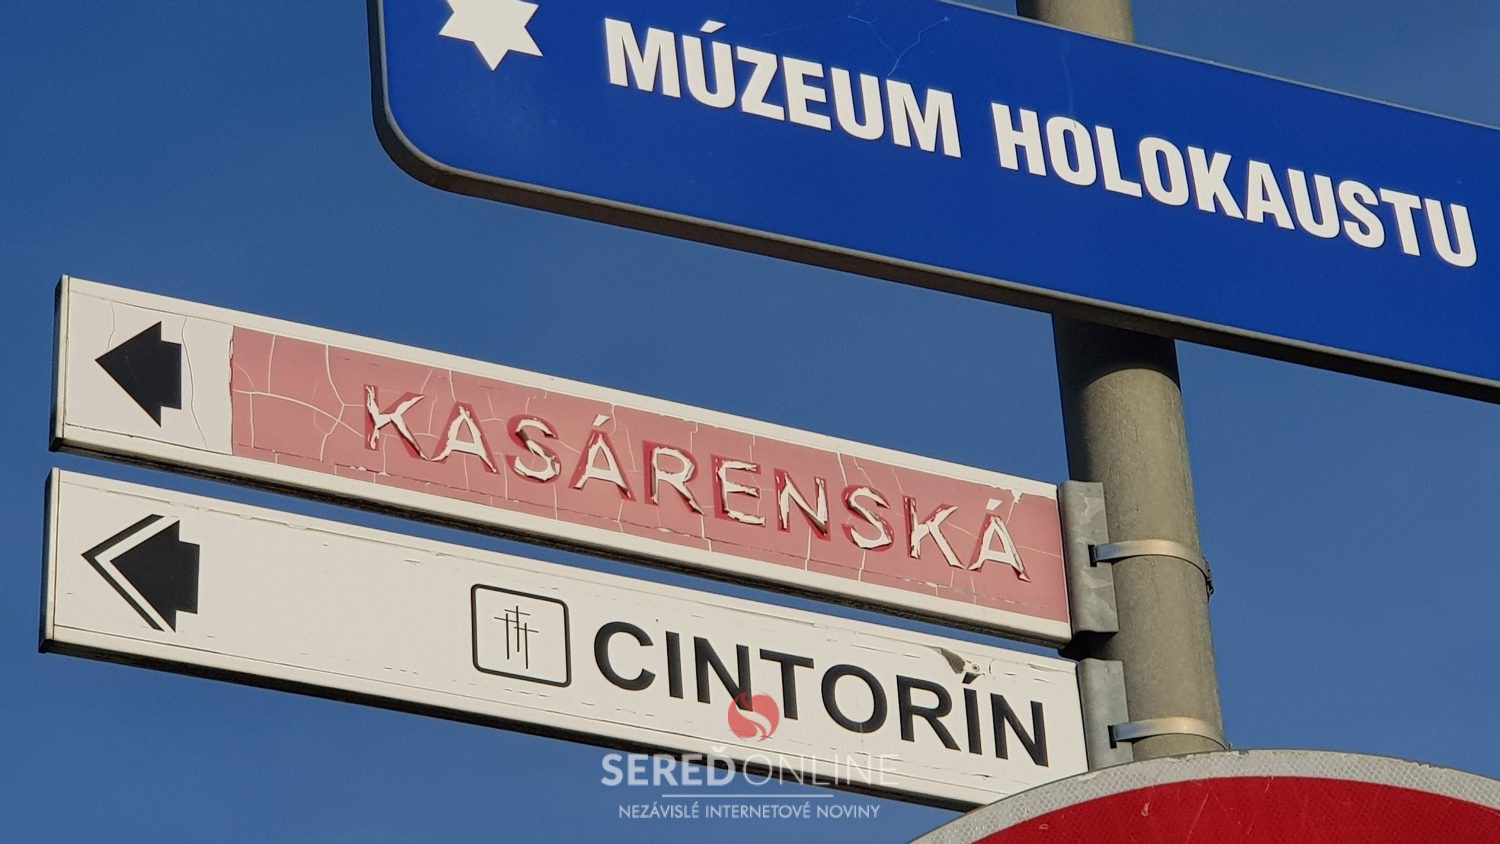 MÚZEUM HOLOKAUSTU
KASÁRENSKÁ
CINTORÍN
SEREĎONLINE
NEZÁVISLÉ INTERNETOVÉ NOVINY